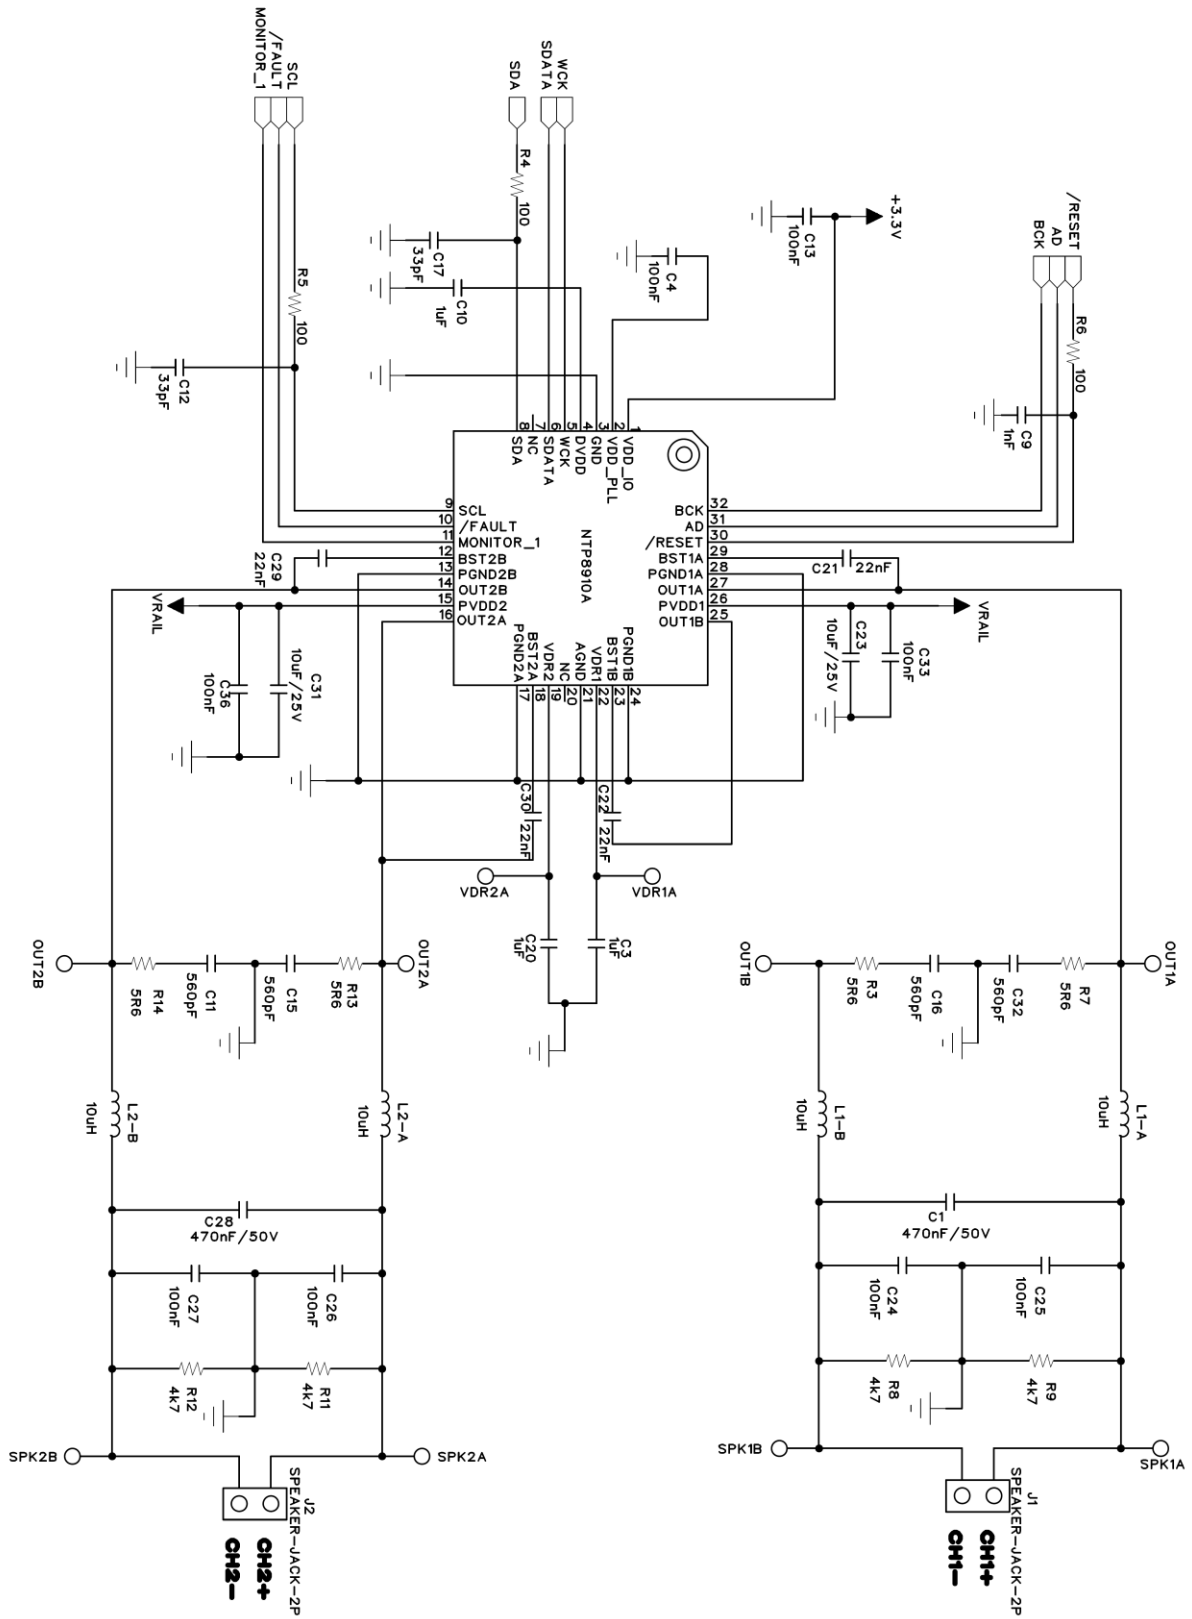 MONITOR_1
/FAULT
SCL
R5
100
C12
33pF
SDA
SDATA
WCK
R4
100
C17
33pF
C10
1uF
C4
100nF
C13
100nF
+3.3V
/RESET
AD
BCK
R6
100
C9
1nF
8
7
6
5
4
3
2
1
SDA
NC
SDATA
WCK
DVDD
GND
VDD_PLL
VDD_IO
NTP8910A
9
SCL
10
/FAULT
11
MONITOR_1
12
BST2B
13
PGND2B
14
OUT2B
15
PVDD2
16
OUT2A
32
BCK
31
AD
30
/RESET
29
BST1A
28
PGND1A
27
OUT1A
26
PVDD1
25
OUT1B
PGND2A
BST2A
VDR2
NC
AGND
VDR1
BST1B
PGND1B
17
18
19
20
21
22
23
24
C29
22nF
VRAIL
C36
100nF
C31
10uF/25V
C21
22nF
VRAIL
C23
10uF/25V
C33
100nF
C30
22nF
C22
22nF
VDR2A
VDR1A
C20
1uF
C3
1uF
OUT2B
R14
5R6
C11
560pF
C15
560pF
R13
5R6
OUT2A
OUT1B
R3
5R6
C16
560pF
C32
560pF
R7
5R6
OUT1A
L2-B
10uH
L2-A
10uH
L1-B
10uH
L1-A
10uH
C28
470nF/50V
C1
470nF/50V
C27
100nF
C26
100nF
C24
100nF
C25
100nF
R12
4k7
R11
4k7
R8
4k7
R9
4k7
SPK2B
SPK2A
SPK1B
SPK1A
J2
SPEAKER-JACK-2P
CH2+
CH2-
J1
SPEAKER-JACK-2P
CH1+
CH1-